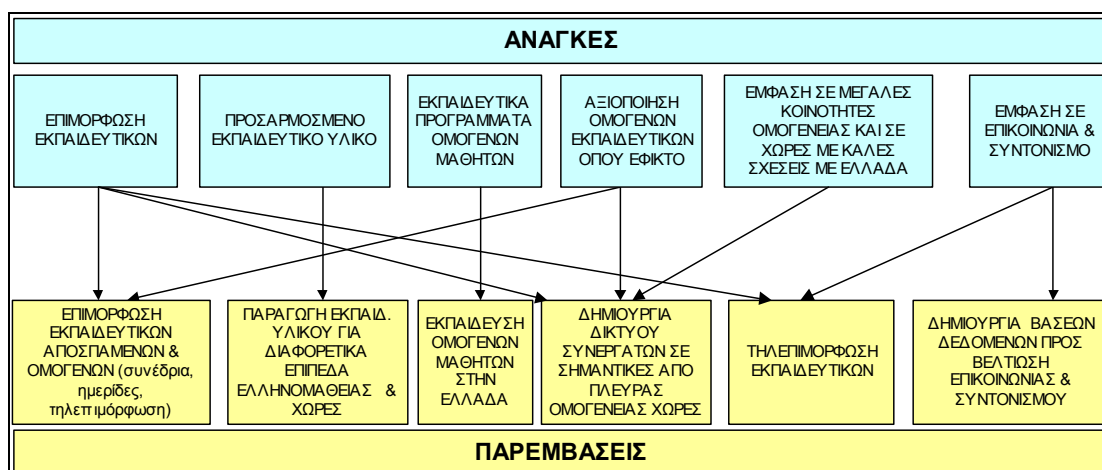 ΑΝΑΓΚΕΣ
ΕΠΙΜΟΡΦΩΣΗ
ΕΚΠΑΙΔΕΥΤΙΚΩΝ
ΠΡΟΣΑΡΜΟΣΜΕΝΟ
ΕΚΠΑΙΔΕΥΤΙΚΟ ΥΛΙΚΟ
ΕΚΠΑΙΔΕΥΤΙΚΑ
ΠΡΟΓΡΑΜΜΑΤΑ
ΟΜΟΓΕΝΩΝ
ΜΑΘΗΤΩΝ
ΑΞΙΟΠΟΙΗΣΗ
ΟΜΟΓΕΝΩΝ
ΕΚΠΑΙΔΕΥΤΙΚΩΝ
ΟΠΟΥ ΕΦΙΚΤΟ
ΕΜΦΑΣΗ ΣΕ ΜΕΓΑΛΕΣ
ΚΟΙΝΟΤΗΤΕΣ
ΟΜΟΓΕΝΕΙΑΣ ΚΑΙ ΣΕ
ΧΩΡΕΣ ΜΕ ΚΑΛΕΣ
ΣΧΕΣΕΙΣ ΜΕ ΕΛΛΑΔΑ
ΕΜΦΑΣΗ ΣΕ
ΕΠΙΚΟΙΝΩΝΙΑ &
ΣΥΝΤΟΝΙΣΜΟ
ΕΠΙΜΟΡΦΩΣΗ
ΕΚΠΑΙΔΕΥΤΙΚΩΝ
ΑΠΟΣΠΑΜΕΝΩΝ &
ΟΜΟΓΕΝΩΝ (συνέδρια,
ημερίδες,
τηλεπιμόρφωση)
ΠΑΡΑΓΩΓΗ ΕΚΠΑΙΔ.
ΥΛΙΚΟΥ ΓΙΑ
ΔΙΑΦΟΡΕΤΙΚΑ
ΕΠΙΠΕΔΑ
ΕΛΛΗΝΟΜΑΘΕΙΑΣ &
ΧΩΡΕΣ
ΕΚΠΑΙΔΕΥΣΗ
ΟΜΟΓΕΝΩΝ
ΜΑΘΗΤΩΝ
ΣΤΗΝ
ΕΛΛΑΔΑ
ΔΗΜΙΟΥΡΓΙΑ
ΔΙΚΤΥΟΥ
ΣΥΝΕΡΓΑΤΩΝ ΣΕ
ΣΗΜΑΝΤΙΚΕΣ ΑΠΟ
ΠΛΕΥΡΑΣ
ΟΜΟΓΕΝΕΙΑΣ ΧΩΡΕΣ
ΤΗΛΕΠΙΜΟΡΦΩΣΗ
ΕΚΠΑΙΔΕΥΤΙΚΩΝ
ΔΗΜΙΟΥΡΓΙΑ ΒΑΣΕΩΝ
ΔΕΔΟΜΕΝΩΝ ΠΡΟΣ
ΒΕΛΤΙΩΣΗ
ΕΠΙΚΟΙΝΩΝΙΑΣ &
ΣΥΝΤΟΝΙΣΜΟΥ
ΠΑΡΕΜΒΑΣΕΙΣ